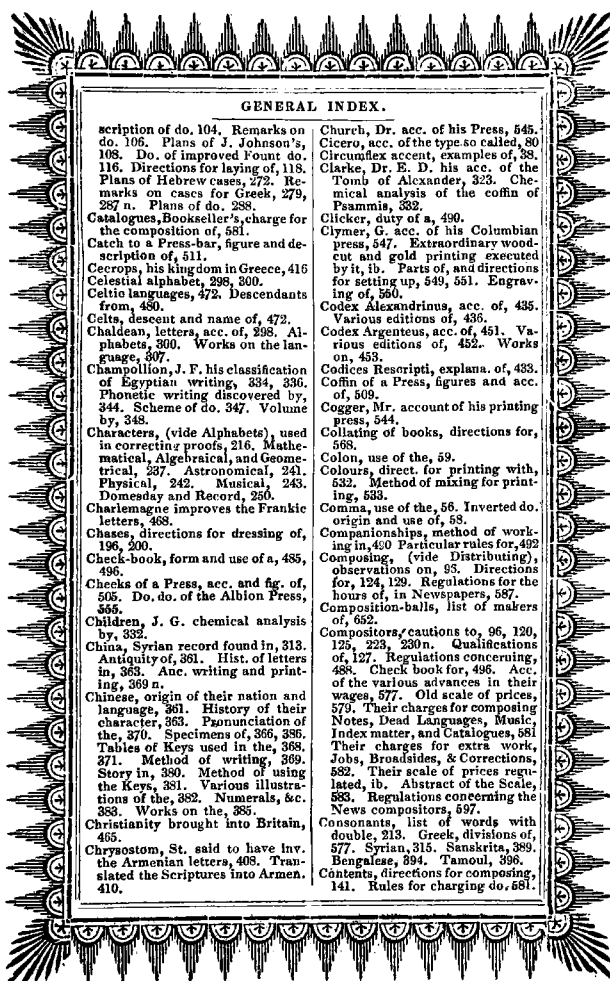 GENERAL INDEX.
scription of do. 104. Remarks on
do. 106. Plans of J. Johnson's,
108. Do. of improved Fount do.
116. Directions for laying of, 118.
Plans of Hebrew cases, 272. Re-
marks on cases for Greek, 279,
287 n. Plans of do. 288.
Catalogues, Bookseller's, charge for
the composition of, 581.
Catch to a Press-bar, figure and de-
scription of, 511.
Cecrops, his kingdom in Greece, 416
Celestial alphabet, 298, 300.
Celtic languages, 472. Descendants
from, 480.
Celts, descent and name of, 472.
Chaldean, letters, acc. of, 298. Al-
phabets, 300. Works on the lan-
guage, 307.
Champollion, J. F. his classification
of Egyptian writing, 334, 336.
Phonetic writing discovered by,
344. Scheme of do. 347. Volume
by, 348.
Characters, (vide Alphabets), used
in correcting proofs, 216. Mathe-
matical, Algebraical, and Geome-
trical, 237. Astronomical, 241.
Physical, 242. Musical, 243.
Domesday and Record, 250.
Charlemagne improves the Frankic
letters, 468.
Chases, directions for dressing of,
196, 200.
Check-book, form and use of a, 485,
496.
Cheeks of a Press, acc. and fig. of,
505. Do. do. of the Albion Press,
555.
Children, J. G. chemical analysis
by, 332.
China, Syrian record found in, 313.
Antiquity of, 361. Hist. of letters
in, 363. Anc. writing and print-
ing, 369 n.
Chinese, origin of their nation and
language, 361. History of their
character, 363. Pronunciation of
the, 370. Specimens of, 366, 386.
Tables of Keys used in the, 368.
371. Method of writing, 369.
Story in, 380. Method of using
the Keys, 381. Various illustra-
tions of the, 382. Numerals, &c.
383. Works on the, 385.
Christianity brought into Britain,
465.
Chrysostom, St. said to have inv.
the Armenian letters, 408. Tran-
slated the Scriptures into Armen.
410.
Church, Dr. acc. of his Press, 545.
Cicero, acc. of the type so called, 80
Circumflex accent, examples of, 38.
Clarke, Dr. E. D. his acc. of the
Tomb of Alexander, 323. Che-
mical analysis of the coffin of
Psammis, 332.
Clicker, duty of a, 490.
Clymer, G. acc. of his Columbian
press, 547. Extraordinary wood-
cut and gold printing executed
by it, ib. Parts of, and directions
for setting up, 549, 551. Engrav-
ing of, 550.
Codex Alexandrinus, acc. of, 435.
Various editions of, 436.
Codex Argenteus, acc. of, 451. Va-
rious editions of, 452. Works
on, 453.
Codices Rescripti, explana. of, 433.
Coffin of a Press, figures and acc.
of, 509.
Cogger, Mr. account of his printing
press, 544.
Collating of books, directions for,
568.
Colon, use of the, 59.
Colours, direct. for printing with,
532. Method of mixing for print-
ing, 533.
Comma, use of the, 56. Inverted do.
origin and use of, 58.
Companionships, method of work-
ing in, 490 Particular rules for, 492
Composing, (vide Distributing),
observations on, 93. Directions
for, 124, 129. Regulations for the
hours of, in Newspapers, 587.
Composition-balls, list of makers
of, 652.
Compositors, cautions to, 96, 120,
125, 223, 230 n. Qualifications
of, 127. Regulations concerning,
488. Check book for, 496. Acc.
of the various advances in their
wages, 577. Old scale of prices,
579. Their charges for composing
Notes, Dead Languages, Music,
Index matter, and Catalogues, 581
Their charges for extra work,
Jobs, Broadsides, & Corrections,
582. Their scale of prices regu-
lated, ib. Abstract of the Scale,
583. Regulations concerning the
News compositors, 597.
Consonants, list of words with
double, 213. Greek, divisions of,
577. Syrian, 315. Sanskrita, 389.
Bengalese, 394. Tamoul, 396.
Contents, directions for composing,
141. Rules for charging do. 581.